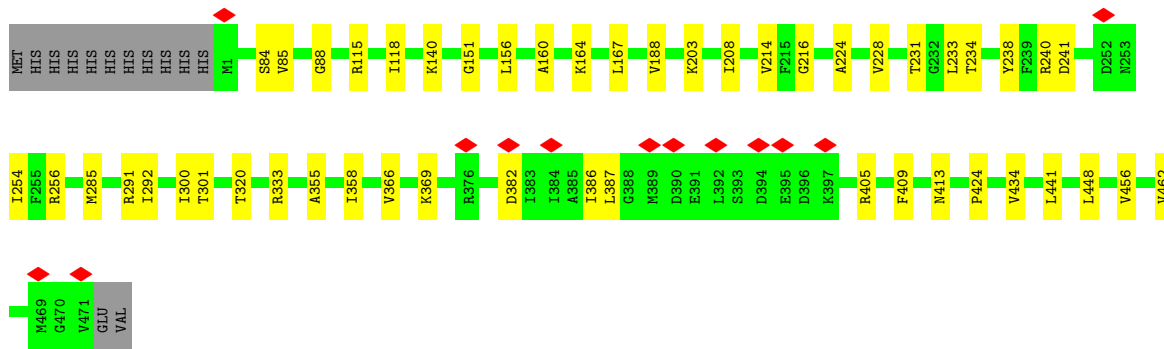 MET HIS HIS HIS HIS HIS HIS HIS HIS HIS M1 S84 V85 G88 R115 I118 K140 G151 L156 A160 K164 L167 V188 K203 I208 V214 F215 G216 A224 V228 T231 G232 L233 T234 Y238 F239 R240 D241 D252 N253
I254 F255 R256 M285 R291 I292 I300 T301 T320 R333 A355 I358 V366 K369 R376 D382 I383 I384 A385 I386 L387 G388 M389 D390 E391 L392 S393 D394 E395 D396 K397 R405 F409 N413 P424 V434 L441 L448 V456 V462
M469 G470 V471 GLU VAL